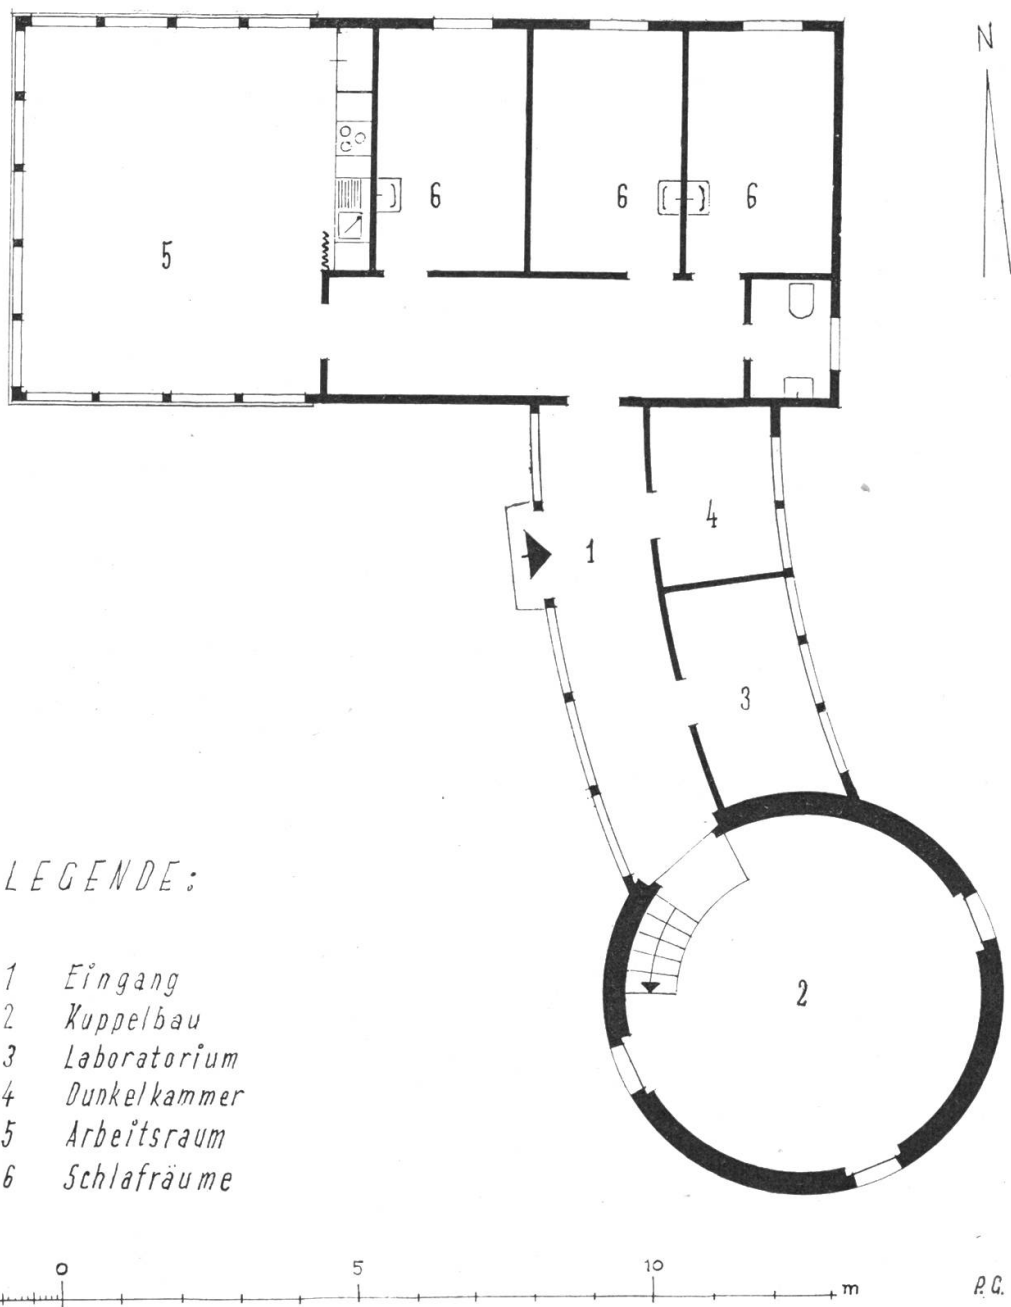 N
6
6
6
5
4
1
3
2
LEGENDE:
1 Eingang
2 Kuppelbau
3 Laboratorium
4 Dunkelkammer
5 Arbeitsraum
6 Schlafräume
0 5 10 m
P.G.